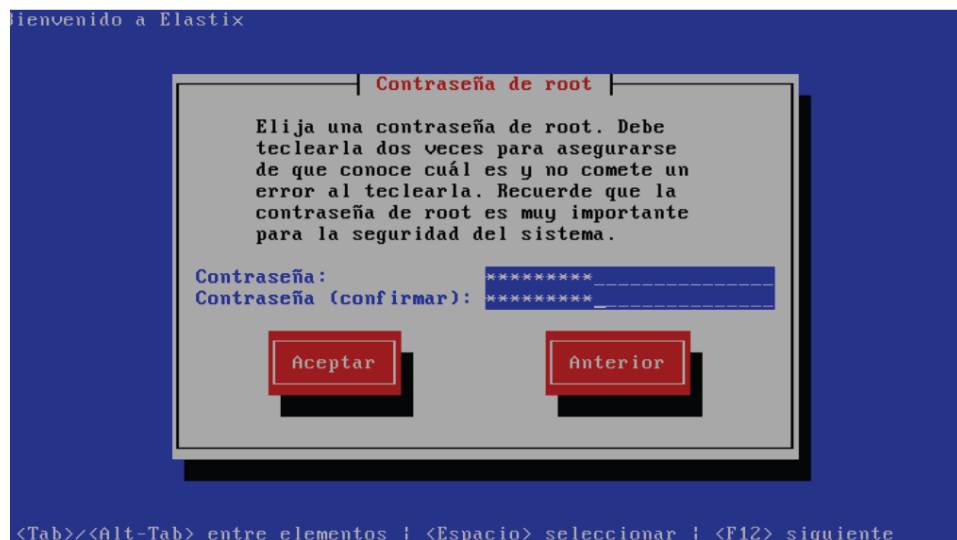 Bienvenido a Elastix
Contraseña de root
Elija una contraseña de root. Debe
teclearla dos veces para asegurarse
de que conoce cuál es y no comete un
error al teclearla. Recuerde que la
contraseña de root es muy importante
para la seguridad del sistema.
Contraseña: *********_______________
Contraseña (confirmar): *********_______________
Aceptar Anterior
<Tab>/<Alt-Tab> entre elementos | <Espacio> seleccionar | <F12> siguiente